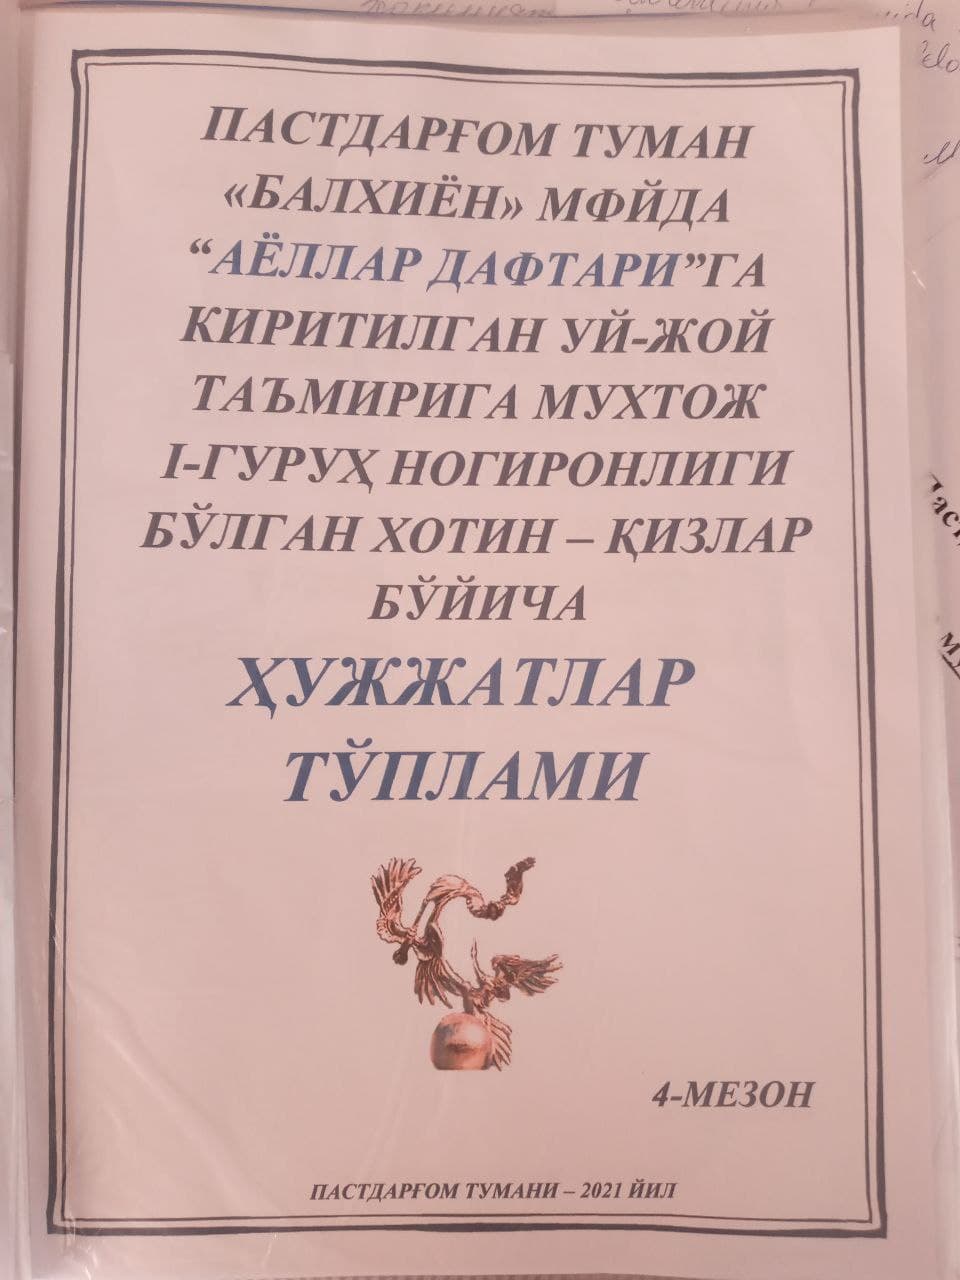 ПАСТДАРҒОМ ТУМАН
«БАЛХИЁН» МФЙДА
“АЁЛЛАР ДАФТАРИ”ГА
КИРИТИЛГАН УЙ-ЖОЙ
ТАЪМИРИГА МУХТОЖ
I-ГУРУҲ НОГИРОНЛИГИ
БЎЛГАН ХОТИН – ҚИЗЛАР
БЎЙИЧА
ҲУЖЖАТЛАР
ТЎПЛАМИ
4-МЕЗОН
ПАСТДАРҒОМ ТУМАНИ – 2021 ЙИЛ